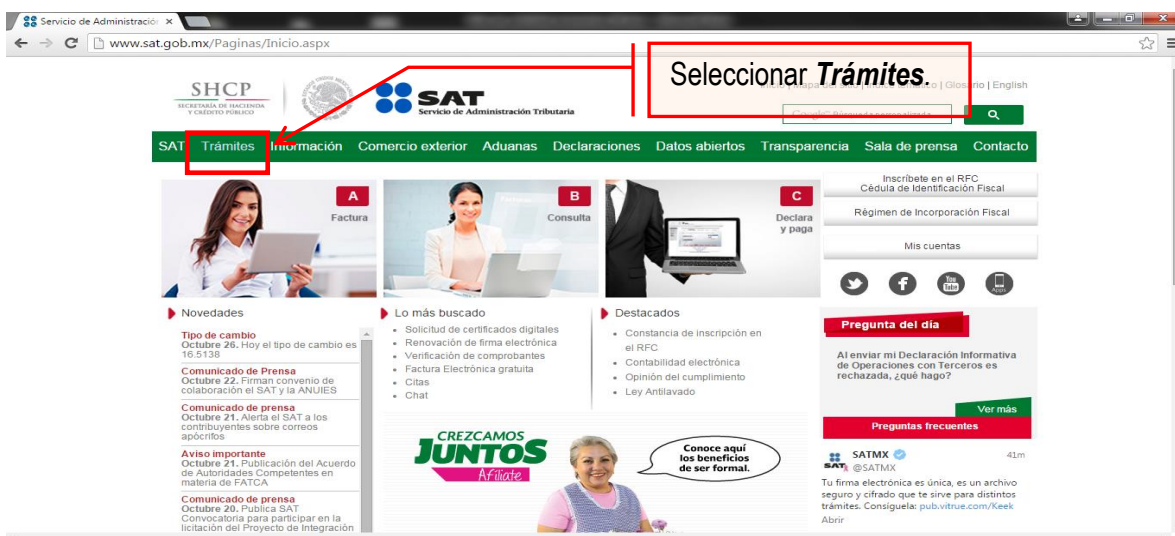 Servicio de Administració
www.sat.gob.mx/Paginas/Inicio.aspx
Seleccionar Trámites.
SHCP
SECRETARÍA DE HACIENDA
Y CRÉDITO PÚBLICO
SAT
Servicio de Administración Tributaria
| Glosario | English
SAT Trámites Información Comercio exterior Aduanas Declaraciones Datos abiertos Transparencia Sala de prensa Contacto
A
Factura
B
Consulta
C
Declara
y paga
Inscríbete en el RFC
Cédula de Identificación Fiscal
Régimen de Incorporación Fiscal
Mis cuentas
You
Tube
Apps
Novedades
Tipo de cambio
Octubre 26. Hoy el tipo de cambio es
16.5138
Comunicado de Prensa
Octubre 22. Firman convenio de
colaboración el SAT y la ANUIES
Comunicado de prensa
Octubre 21. Alerta el SAT a los
contribuyentes sobre correos
apócrifos
Aviso importante
Octubre 21. Publicación del Acuerdo
de Autoridades Competentes en
materia de FATCA
Comunicado de prensa
Octubre 20. Publica SAT
Convocatoria para participar en la
licitación del Proyecto de Integración
Lo más buscado
Solicitud de certificados digitales
Renovación de firma electrónica
Verificación de comprobantes
Factura Electrónica gratuita
Citas
Chat
Destacados
Constancia de inscripción en
el RFC
Contabilidad electrónica
Opinión del cumplimiento
Ley Antilavado
CREZCAMOS
JUNTOS
Afíliate
Conoce aquí
los beneficios
de ser formal.
Pregunta del día
Al enviar mi Declaración Informativa
de Operaciones con Terceros es
rechazada, ¿qué hago?
Ver más
Preguntas frecuentes
SAT
SATMX 41m
@SATMX
Tu firma electrónica es única, es un archivo
seguro y cifrado que te sirve para distintos
trámites. Consíguela: pub.vitrue.com/Keek
Abrir